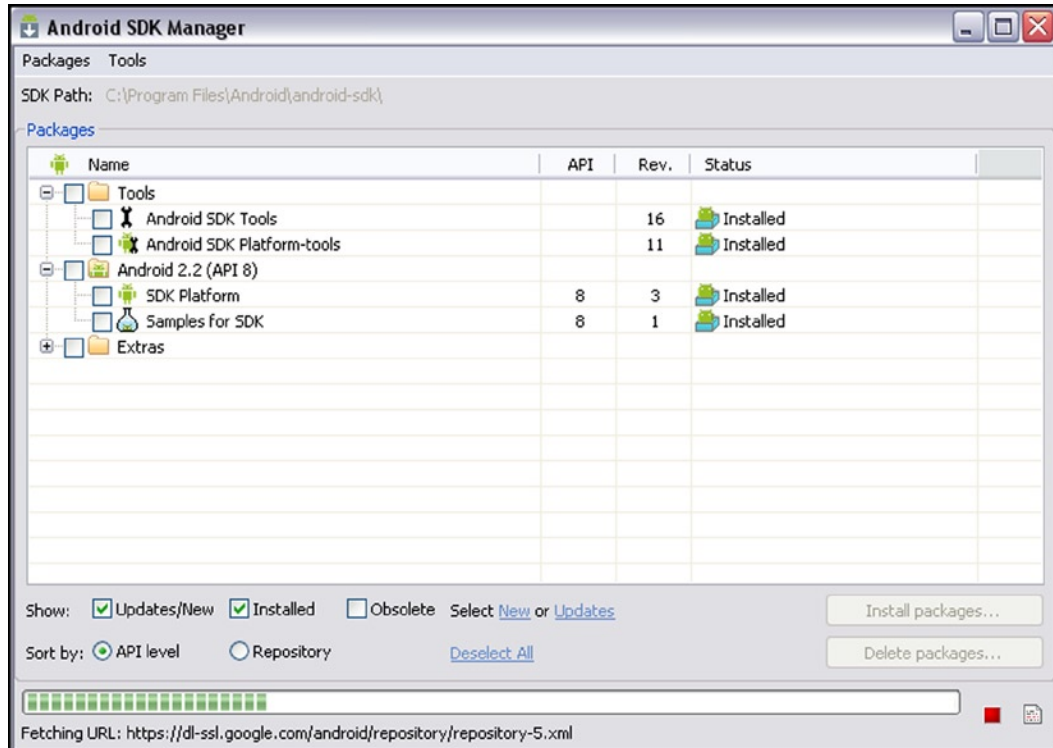 Android SDK Manager
Packages Tools
SDK Path: C:\Program Files\Android\android-sdk\
Packages
Name API Rev. Status
Tools
Android SDK Tools 16 Installed
Android SDK Platform-tools 11 Installed
Android 2.2 (API 8)
SDK Platform 8 3 Installed
Samples for SDK 8 1 Installed
Extras
Show: Updates/New Installed Obsolete Select New or Updates Install packages...
Sort by: API level Repository Deselect All Delete packages...
Fetching URL: https://dl-ssl.google.com/android/repository/repository-5.xml